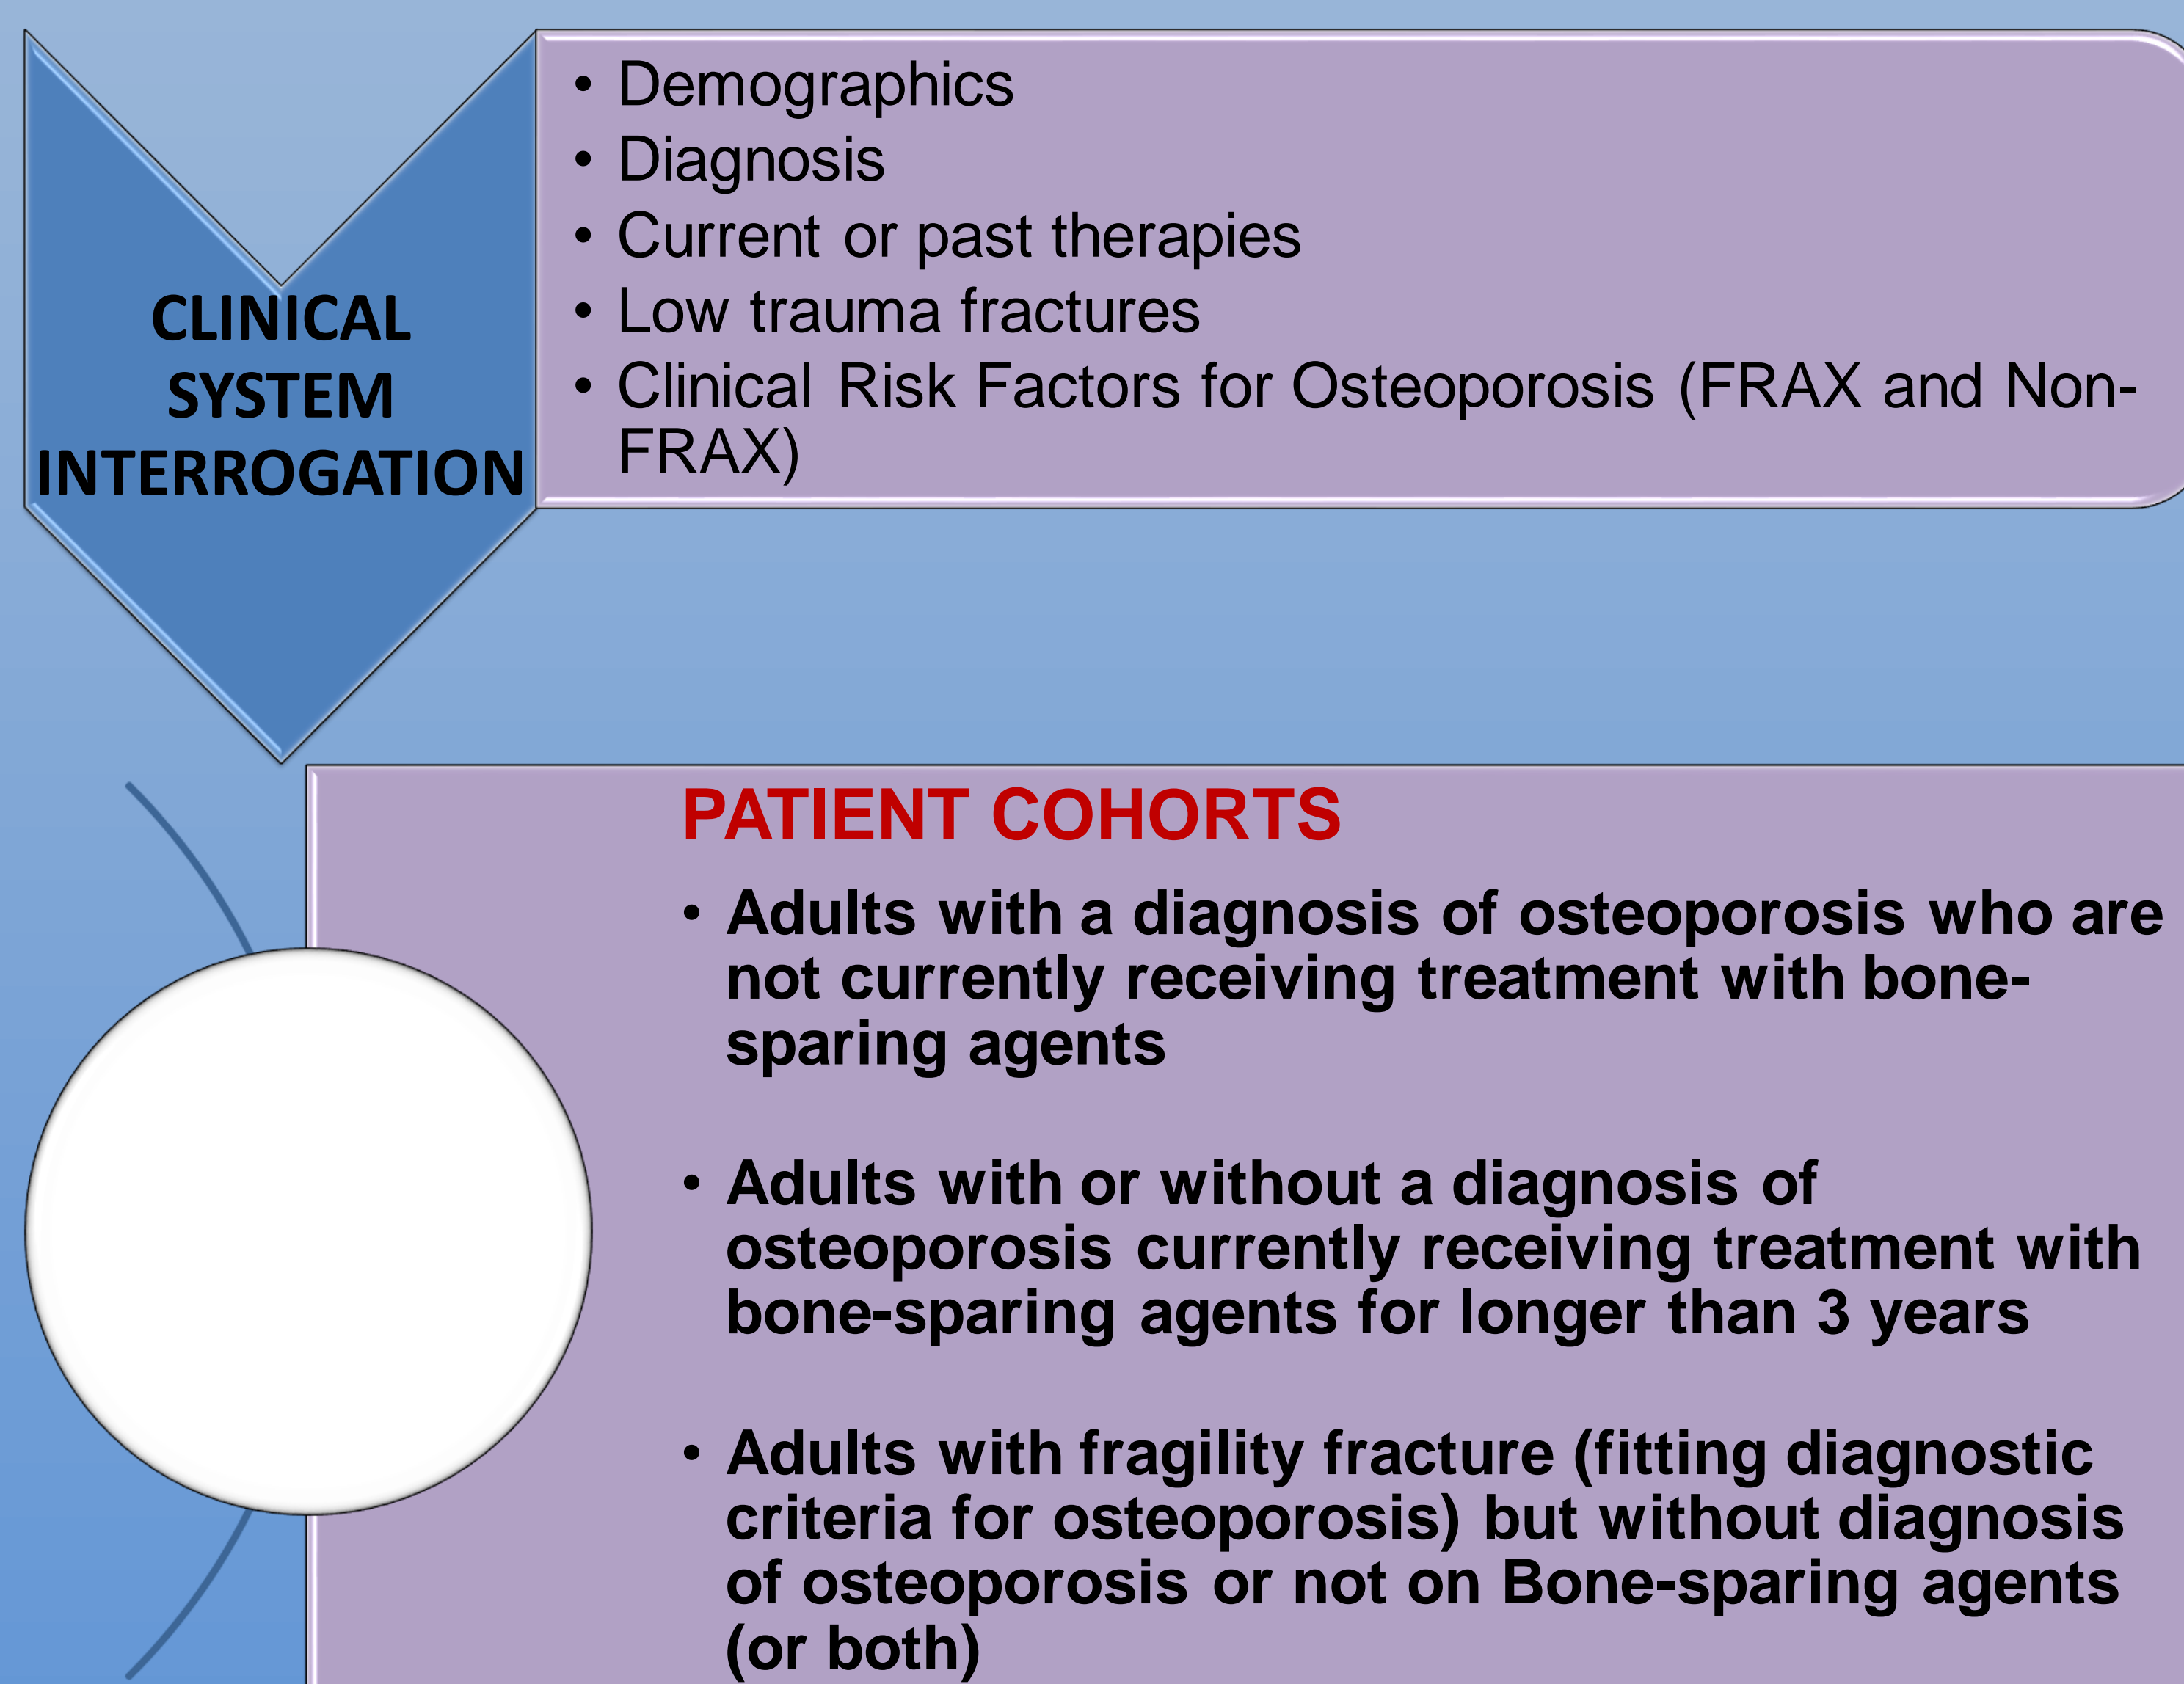 CLINICAL
SYSTEM
INTERROGATION
• Demographics
• Diagnosis
• Current or past therapies
• Low trauma fractures
• Clinical Risk Factors for Osteoporosis (FRAX and Non-
FRAX)
PATIENT COHORTS
• Adults with a diagnosis of osteoporosis who are
not currently receiving treatment with bone-
sparing agents
• Adults with or without a diagnosis of
osteoporosis currently receiving treatment with
bone-sparing agents for longer than 3 years
• Adults with fragility fracture (fitting diagnostic
criteria for osteoporosis) but without diagnosis
of osteoporosis or not on Bone-sparing agents
(or both)